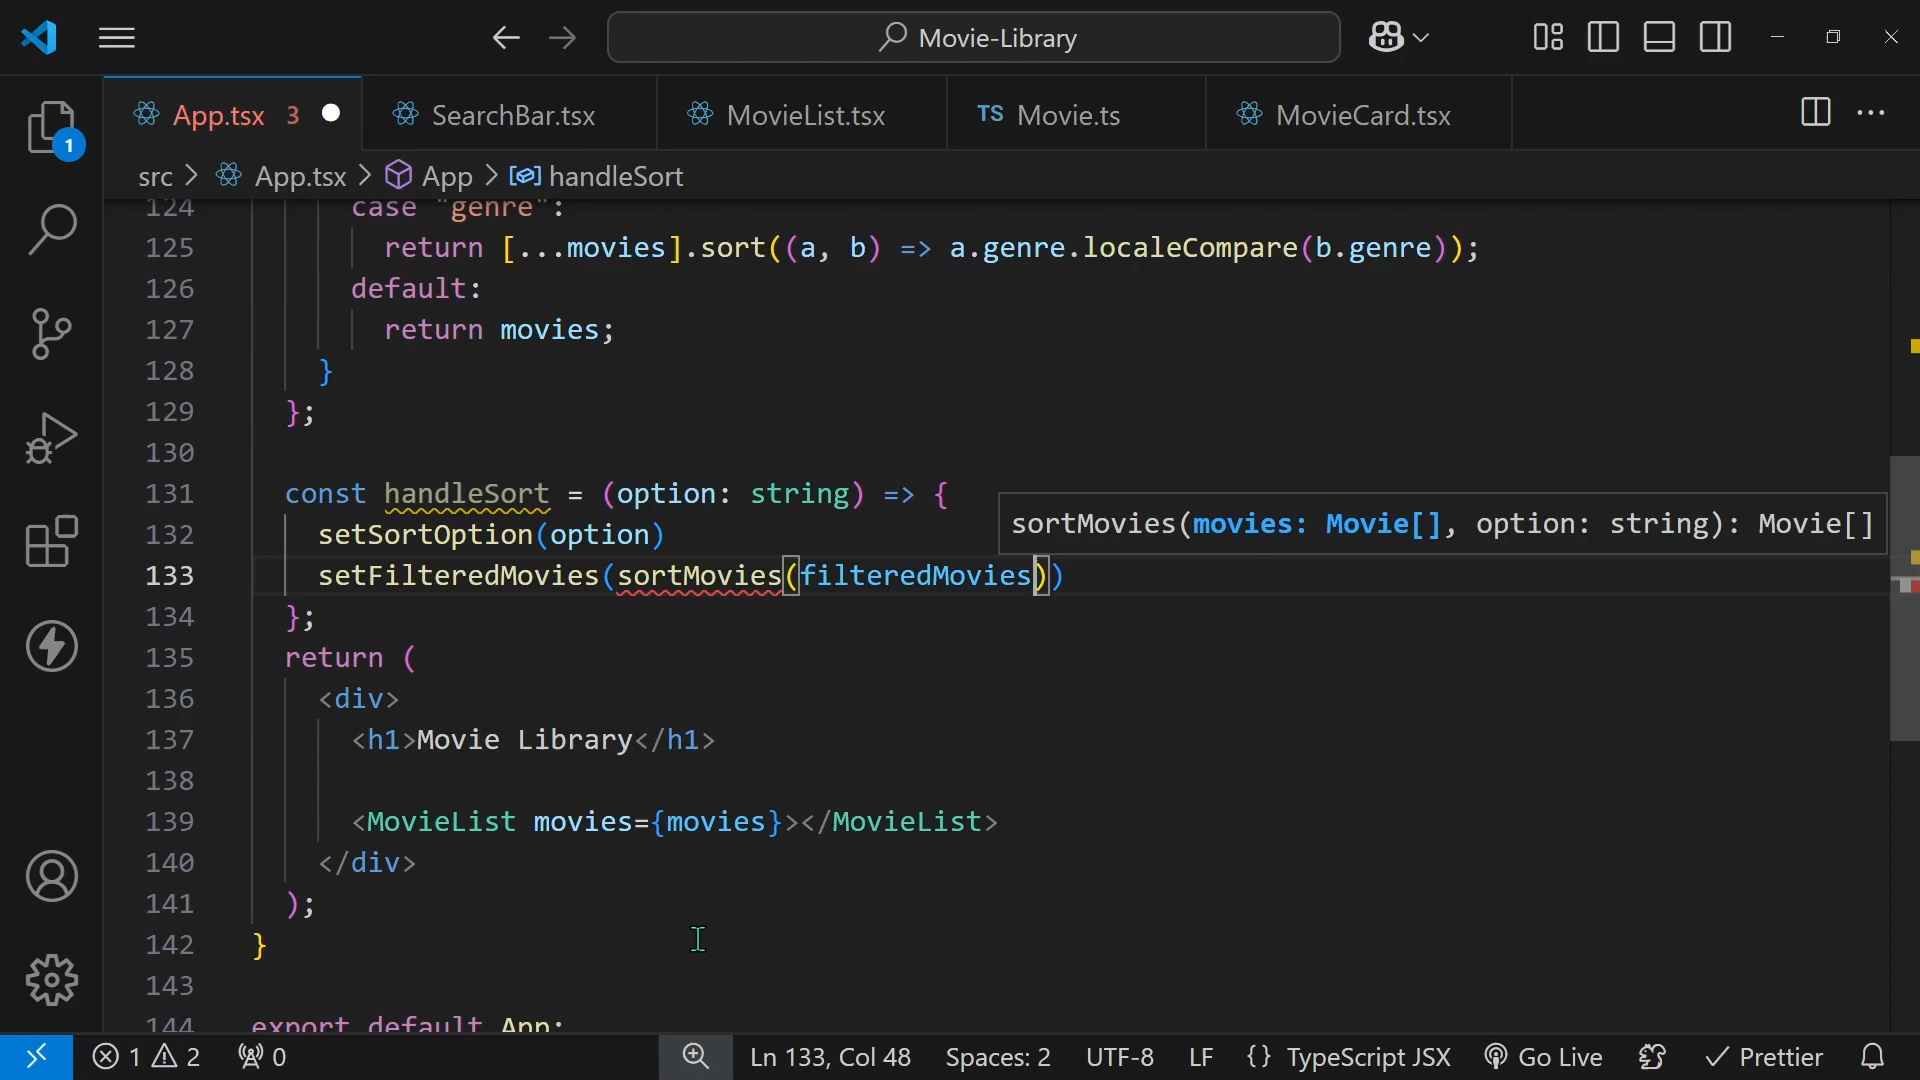 Movie-Library
App.tsx 3
SearchBar.tsx
MovieList.tsx
TS Movie.ts
MovieCard.tsx
1
src > App.tsx > App > handleSort
124 case "genre":
125 return [...movies].sort((a, b) => a.genre.localeCompare(b.genre));
126 default:
127 return movies;
128 }
129 };
130
131 const handleSort = (option: string) => {
sortMovies(movies: Movie[], option: string): Movie[]
132 setSortOption(option)
133 setFilteredMovies(sortMovies(filteredMovies))
134 };
135 return (
136 <div>
137 <h1>Movie Library</h1>
138
139 <MovieList movies={movies}></MovieList>
140 </div>
141 );
142 }
143
144 export default App;
1 2 0 Ln 133, Col 48 Spaces: 2 UTF-8 LF {} TypeScript JSX Go Live Prettier